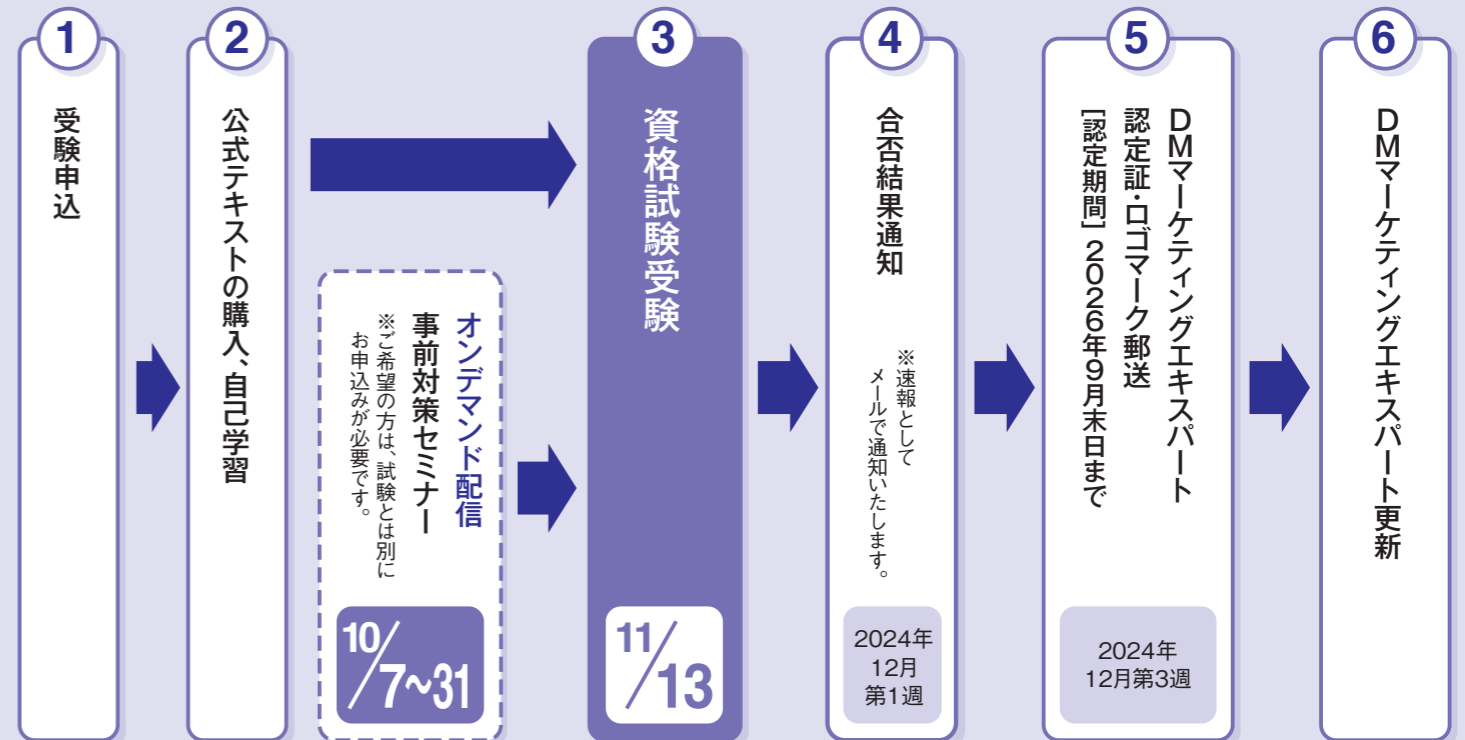 1
受験申込
2
公式テキストの購入、自己学習
オンデマンド配信
事前対策セミナー
※ご希望の方は、試験とは別に
お申込みが必要です。
10/7~31
3
資格試験受験
11/13
4
合否結果通知
※速報として
メールで通知いたします。
2024年
12月
第1週
5
DMマーケティングエキスパート
認定証・ロゴマーク郵送
[認定期間] 2026年9月末日まで
2024年
12月第3週
6
DMマーケティングエキスパート更新